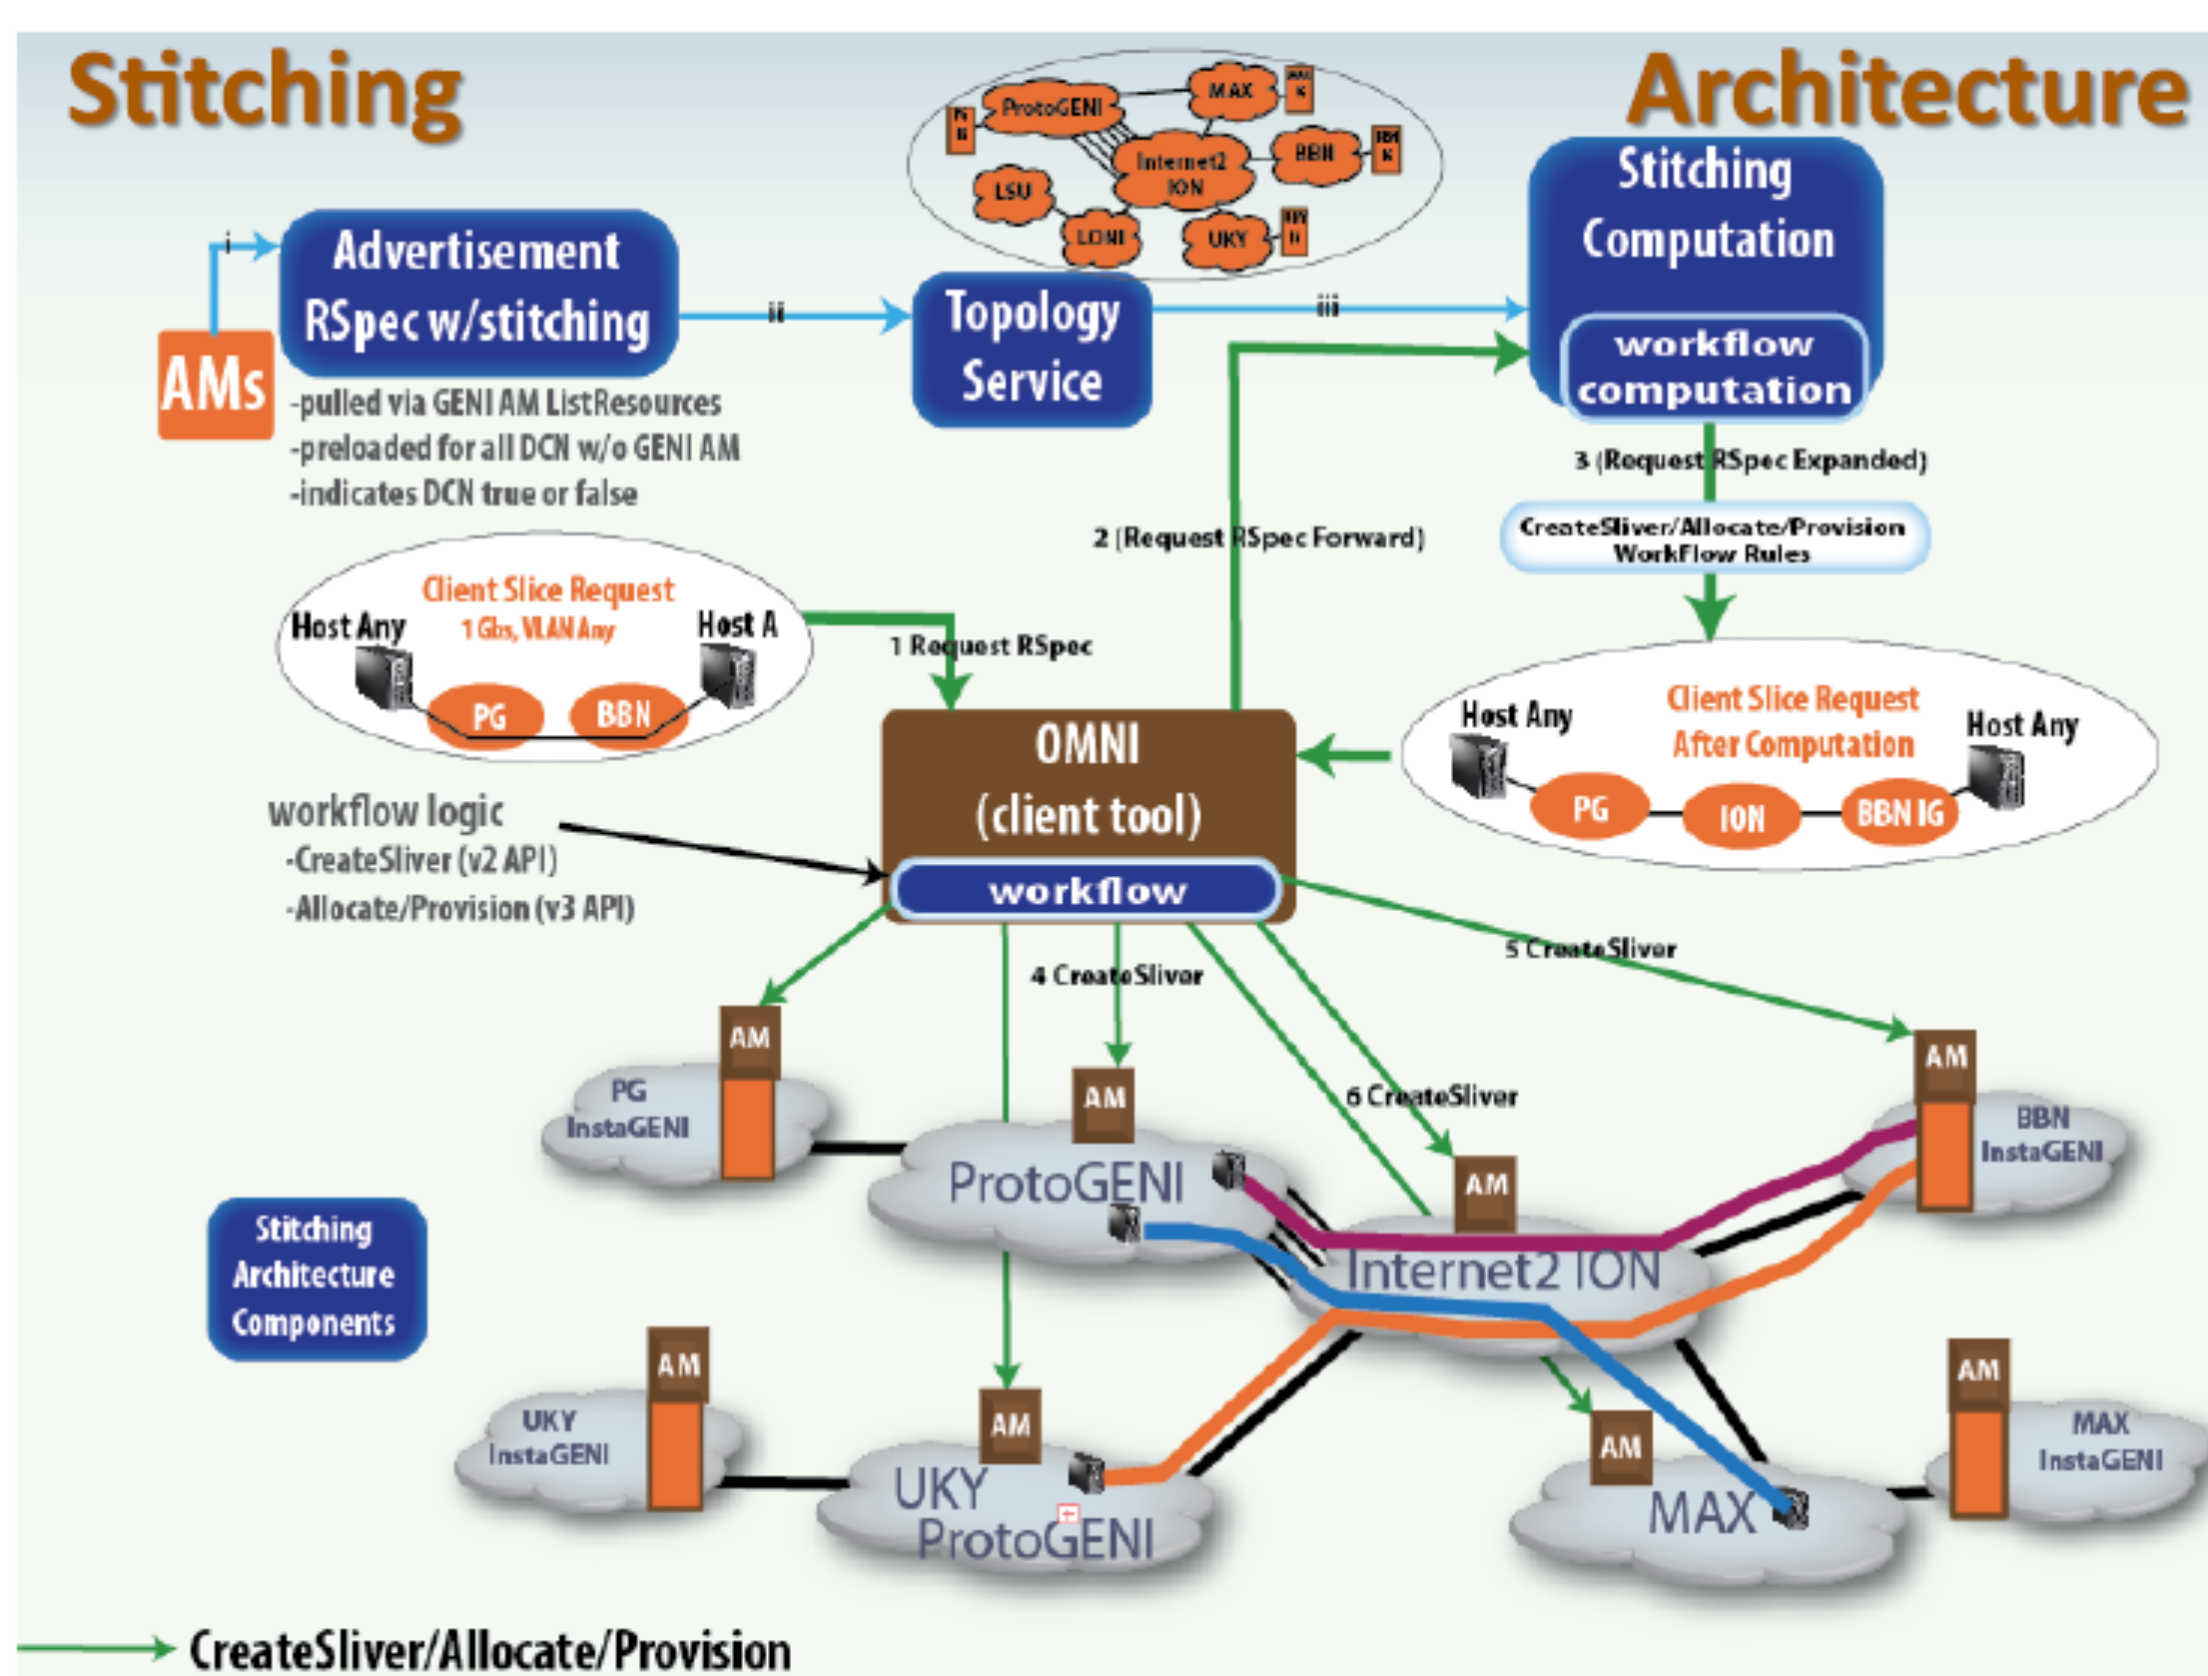 Stitching
Architecture
ProtoGENI
MAX
Internet2
ION
BBN
LSU
LONI
UKY
Stitching
Computation
workflow
computation
i
Advertisement
RSpec w/stitching
ii
Topology
Service
iii
AMs
-pulled via GENI AM ListResources
-preloaded for all DCN w/o GENI AM
-indicates DCN true or false
3 (Request RSpec Expanded)
CreateSliver/Allocate/Provision
WorkFlow Rules
2 (Request RSpec Forward)
Client Slice Request
1 Gbs, VLAN Any
Host Any
Host A
PG
BBN
1 Request RSpec
Client Slice Request
After Computation
Host Any
Host Any
PG
ION
BBN IG
OMNI
(client tool)
workflow
workflow logic
-CreateSliver (v2 API)
-Allocate/Provision (v3 API)
4 CreateSliver
5 CreateSliver
6 CreateSliver
AM
PG
InstaGENI
AM
ProtoGENI
AM
Internet2 ION
AM
BBN
InstaGENI
Stitching
Architecture
Components
AM
UKY
InstaGENI
AM
UKY
ProtoGENI
AM
MAX
AM
MAX
InstaGENI
CreateSliver/Allocate/Provision